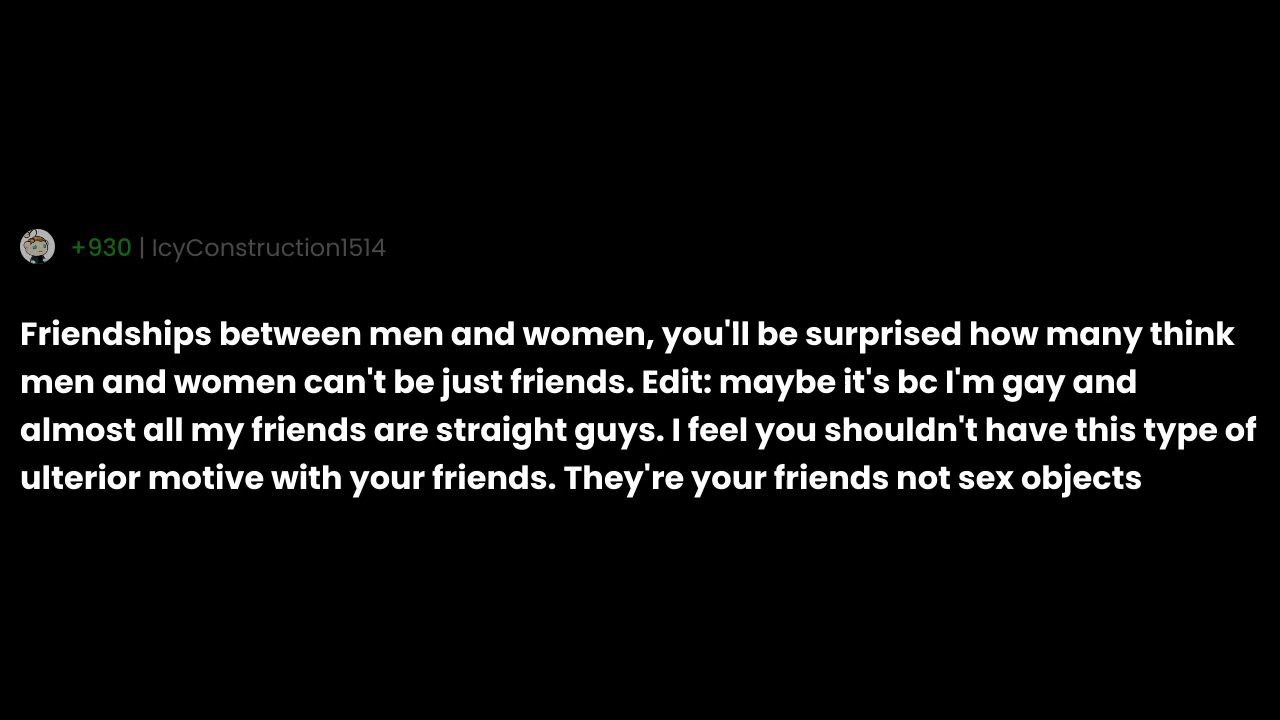 +930 | IcyConstruction1514
Friendships between men and women, you'll be surprised how many think
men and women can't be just friends. Edit: maybe it's bc I'm gay and
almost all my friends are straight guys. I feel you shouldn't have this type of
ulterior motive with your friends. They're your friends not sex objects